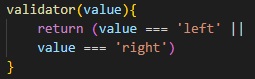 validator(value){
    return (value === 'left' ||
    value === 'right')
}